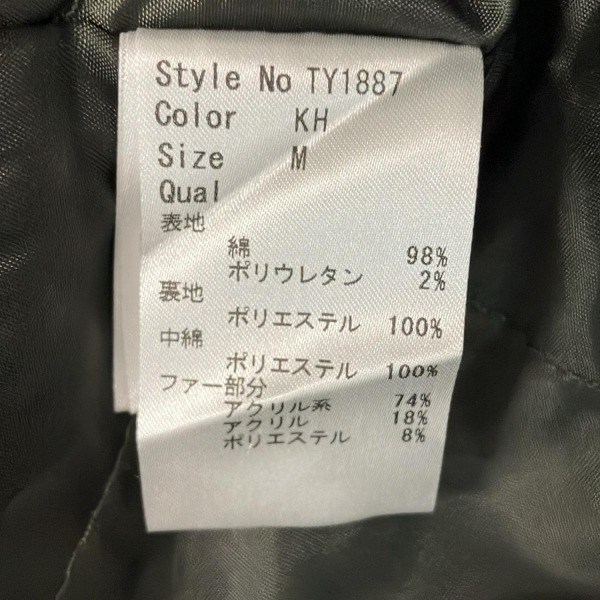 Style No TY1887
Color KH
Size M
Qual
表地
綿 98%
ポリウレタン 2%
裏地
ポリエステル 100%
中綿
ポリエステル 100%
ファー部分
アクリル系 74%
アクリル 18%
ポリエステル 8%